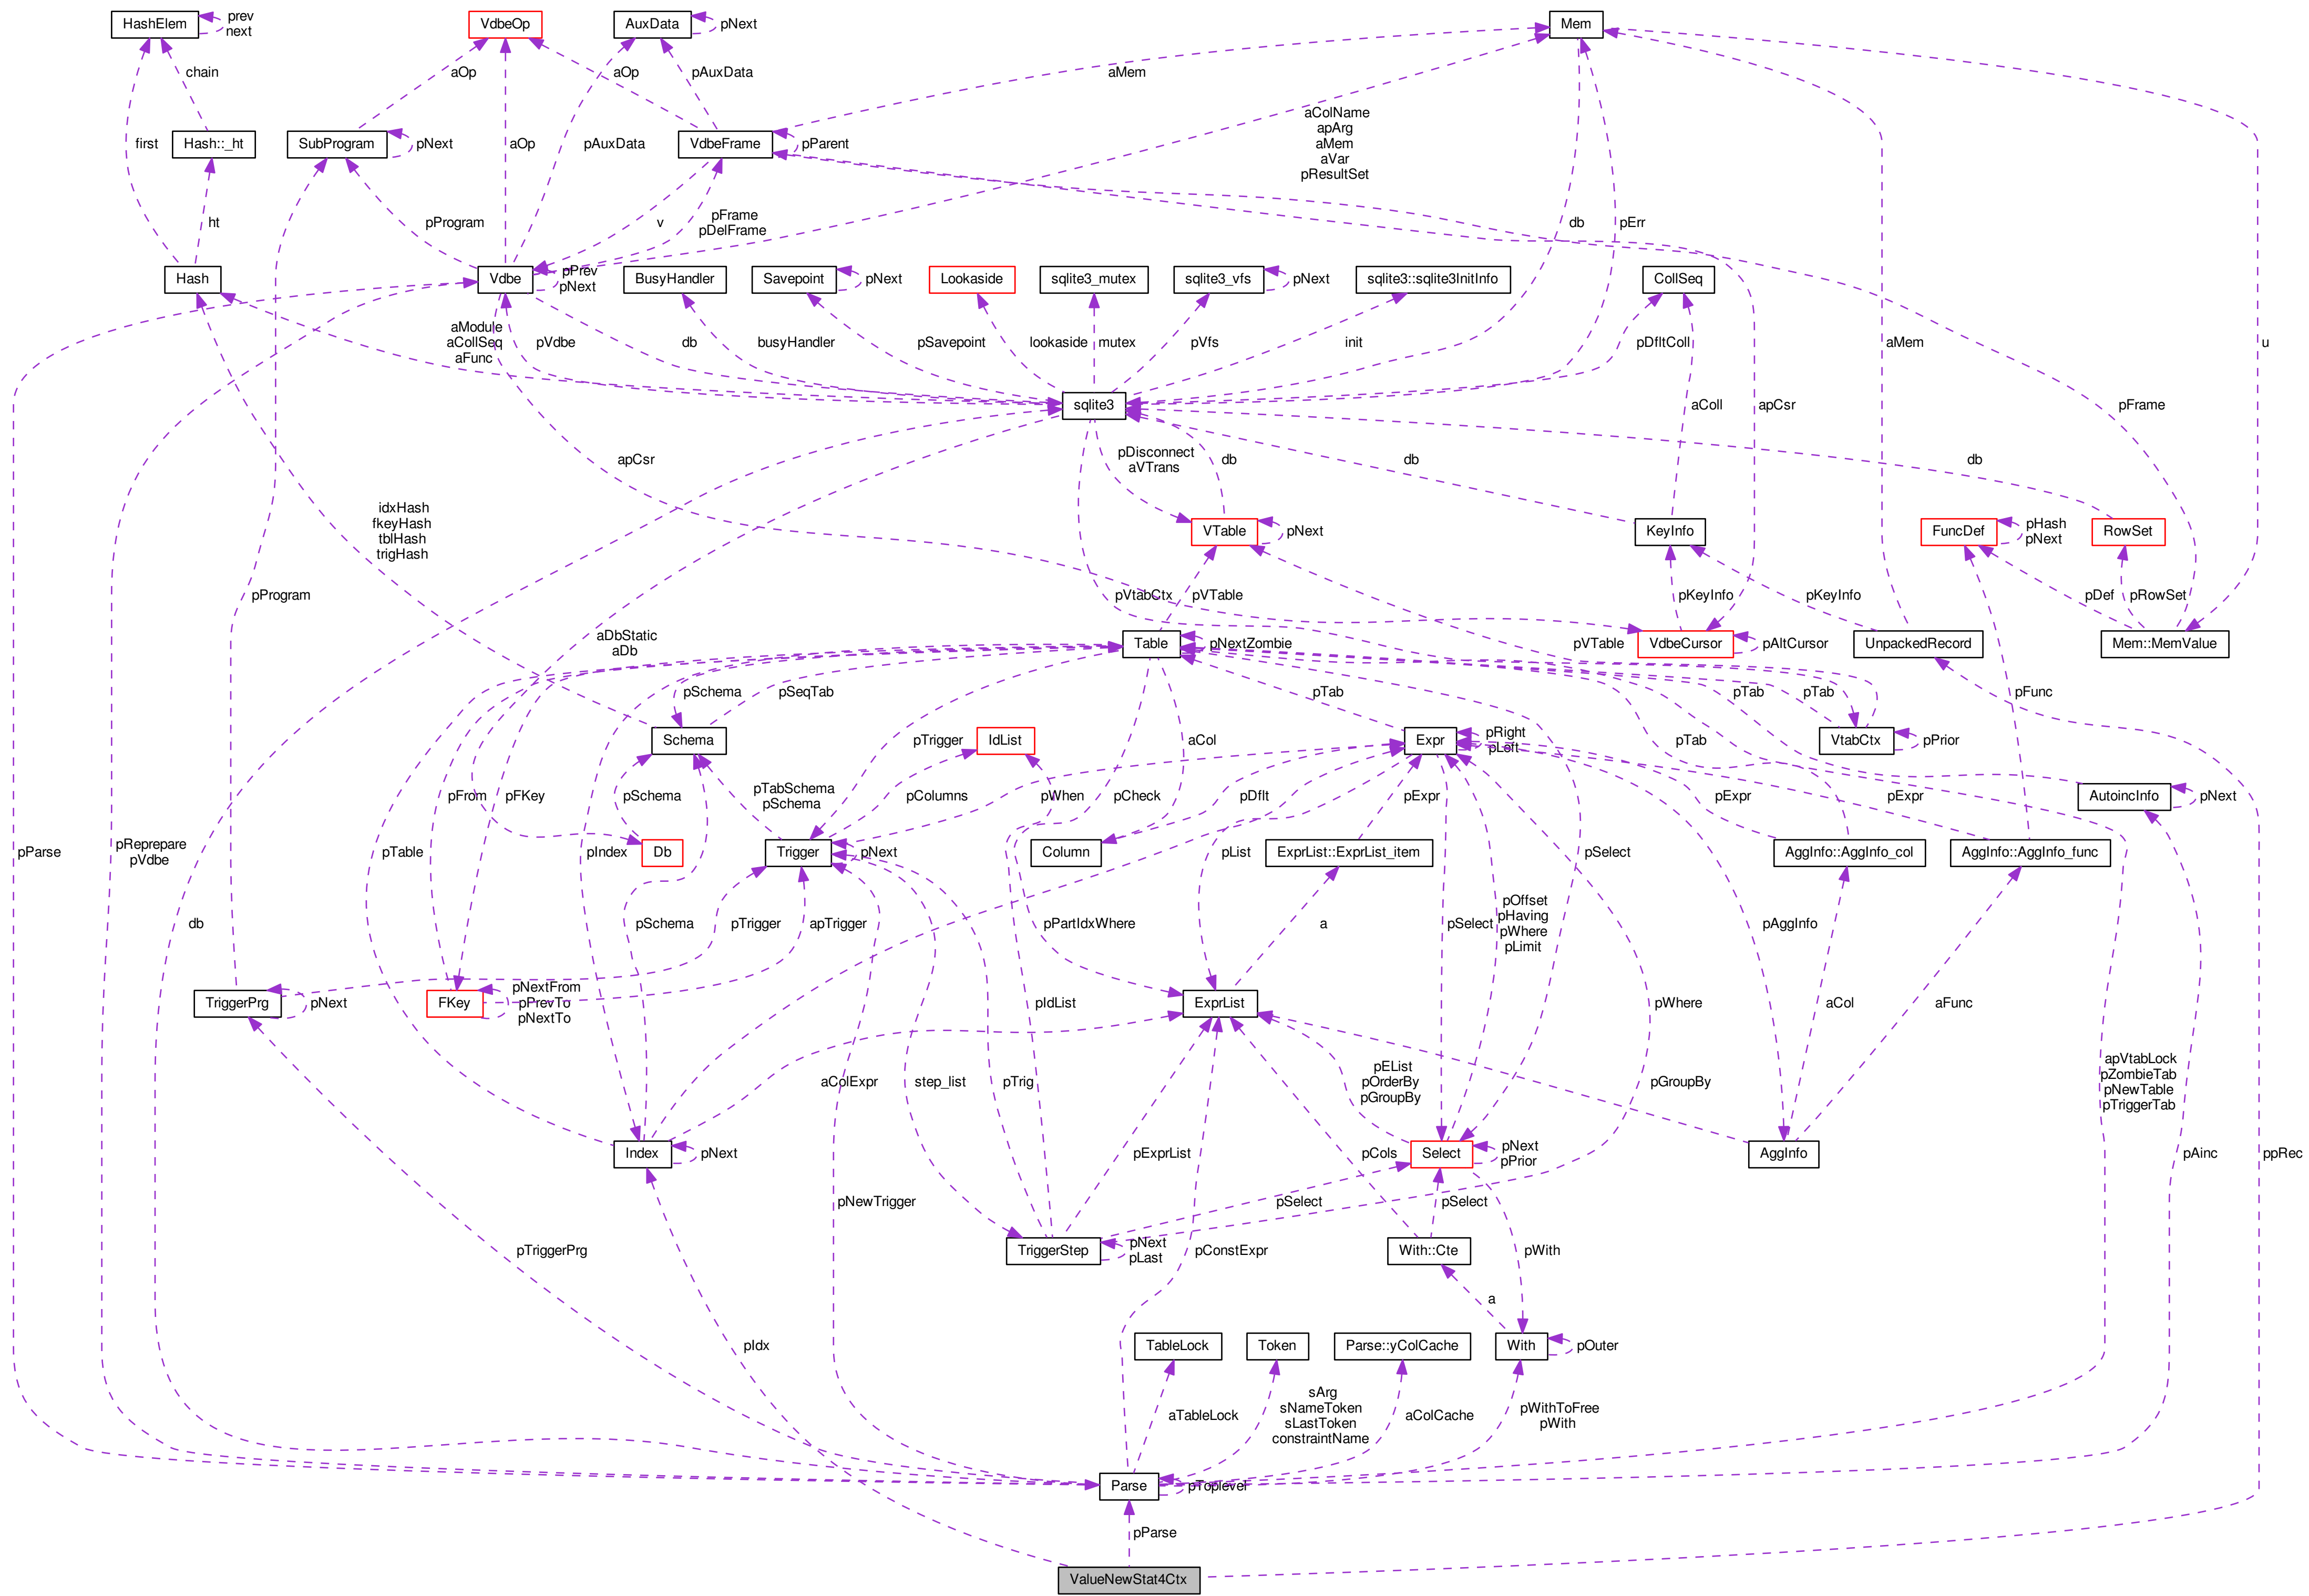 HashElem
prev
next
VdbeOp
AuxData
pNext
Mem
aOp
chain
aOp
pAuxData
aMem
first
Hash::_ht
SubProgram
pNext
aOp
pAuxData
VdbeFrame
pParent
aColName
apArg
aMem
aVar
pResultSet
aMem
u
ht
pProgram
pFrame
pDelFrame
v
db
pErr
Hash
Vdbe
pPrev
pNext
BusyHandler
Savepoint
pNext
Lookaside
sqlite3_mutex
sqlite3_vfs
pNext
sqlite3::sqlite3InitInfo
CollSeq
aModule
aCollSeq
aFunc
pVdbe
db
busyHandler
pSavepoint
lookaside
mutex
pVfs
init
pDfltColl
sqlite3
aColl
apCsr
pFrame
apCsr
pDisconnect
aVTrans
db
db
db
idxHash
fkeyHash
tblHash
trigHash
VTable
pNext
KeyInfo
FuncDef
pHash
pNext
RowSet
pProgram
pVtabCtx
pVTable
pKeyInfo
pKeyInfo
pDef
pRowSet
aDbStatic
aDb
Table
pNextZombie
pVTable
VdbeCursor
pAltCursor
UnpackedRecord
Mem::MemValue
pSchema
pSeqTab
pTab
pTab
pTab
pFunc
Schema
pTrigger
IdList
aCol
Expr
pRight
pLeft
pTab
VtabCtx
pPrior
pFrom
pFKey
pSchema
pTabSchema
pSchema
pColumns
pWhen
pCheck
pDflt
pExpr
pExpr
pExpr
AutoincInfo
pNext
pParse
pReprepare
pVdbe
pTable
pIndex
Db
Trigger
pNext
Column
pList
ExprList::ExprList_item
pSelect
AggInfo::AggInfo_col
AggInfo::AggInfo_func
db
pSchema
pTrigger
apTrigger
pPartIdxWhere
a
pSelect
pOffset
pHaving
pWhere
pLimit
pAggInfo
TriggerPrg
pNext
FKey
pNextFrom
pPrevTo
pNextTo
pIdList
ExprList
pWhere
aCol
aFunc
aColExpr
step_list
pTrig
pEList
pOrderBy
pGroupBy
pGroupBy
apVtabLock
pZombieTab
pNewTable
pTriggerTab
Index
pNext
pExprList
pCols
Select
pNext
pPrior
AggInfo
pAinc
ppRec
pNewTrigger
pSelect
pSelect
pTriggerPrg
TriggerStep
pNext
pLast
pConstExpr
With::Cte
pWith
a
pIdx
TableLock
Token
Parse::yColCache
With
pOuter
aTableLock
sArg
sNameToken
sLastToken
constraintName
aColCache
pWithToFree
pWith
Parse
pToplevel
pParse
ValueNewStat4Ctx